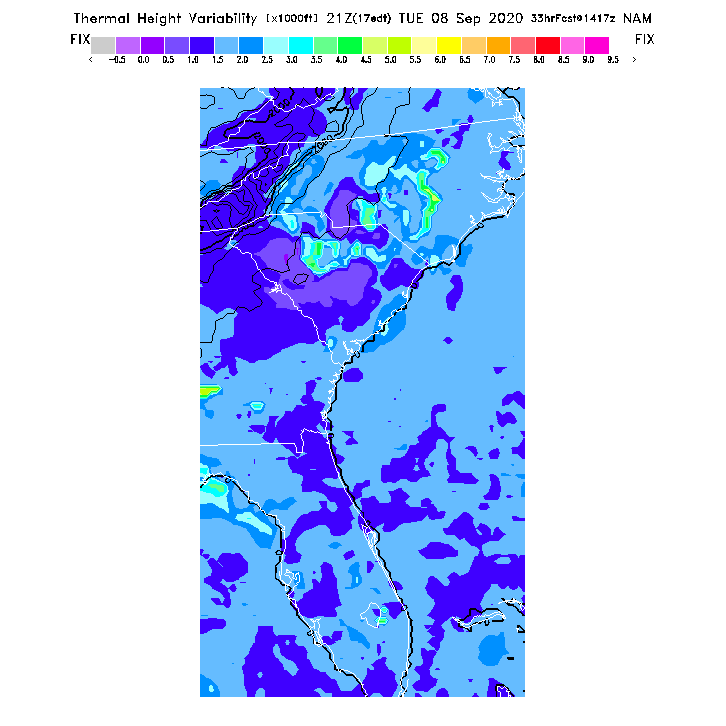 Thermal Height Variability [x1000ft] 21Z(17edt) TUE 08 Sep 2020 33hrFcst@1417z NAM
FIX FIX
< -0.5 0.0 0.5 1.0 1.5 2.0 2.5 3.0 3.5 4.0 4.5 5.0 5.5 6.0 6.5 7.0 7.5 8.0 8.5 9.0 9.5 >